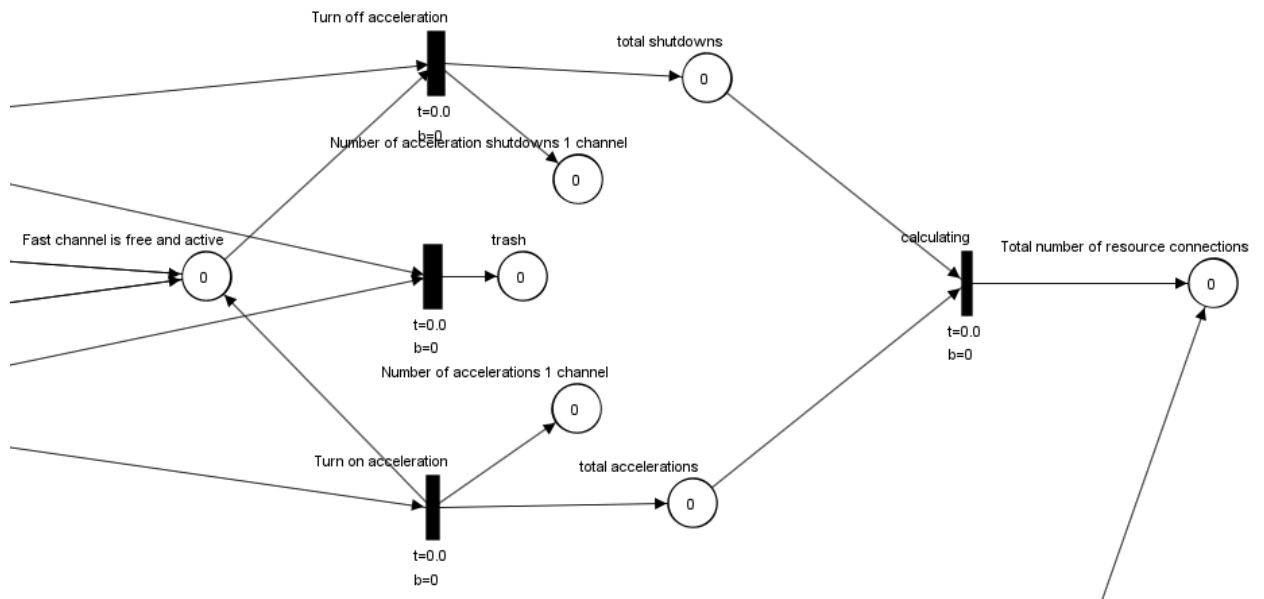 Turn off acceleration
total shutdowns
0
t=0.0
b=0
Number of acceleration shutdowns 1 channel
0
Fast channel is free and active
0
trash
0
t=0.0
b=0
calculating
t=0.0
b=0
Total number of resource connections
0
Number of accelerations 1 channel
0
Turn on acceleration
t=0.0
b=0
total accelerations
0